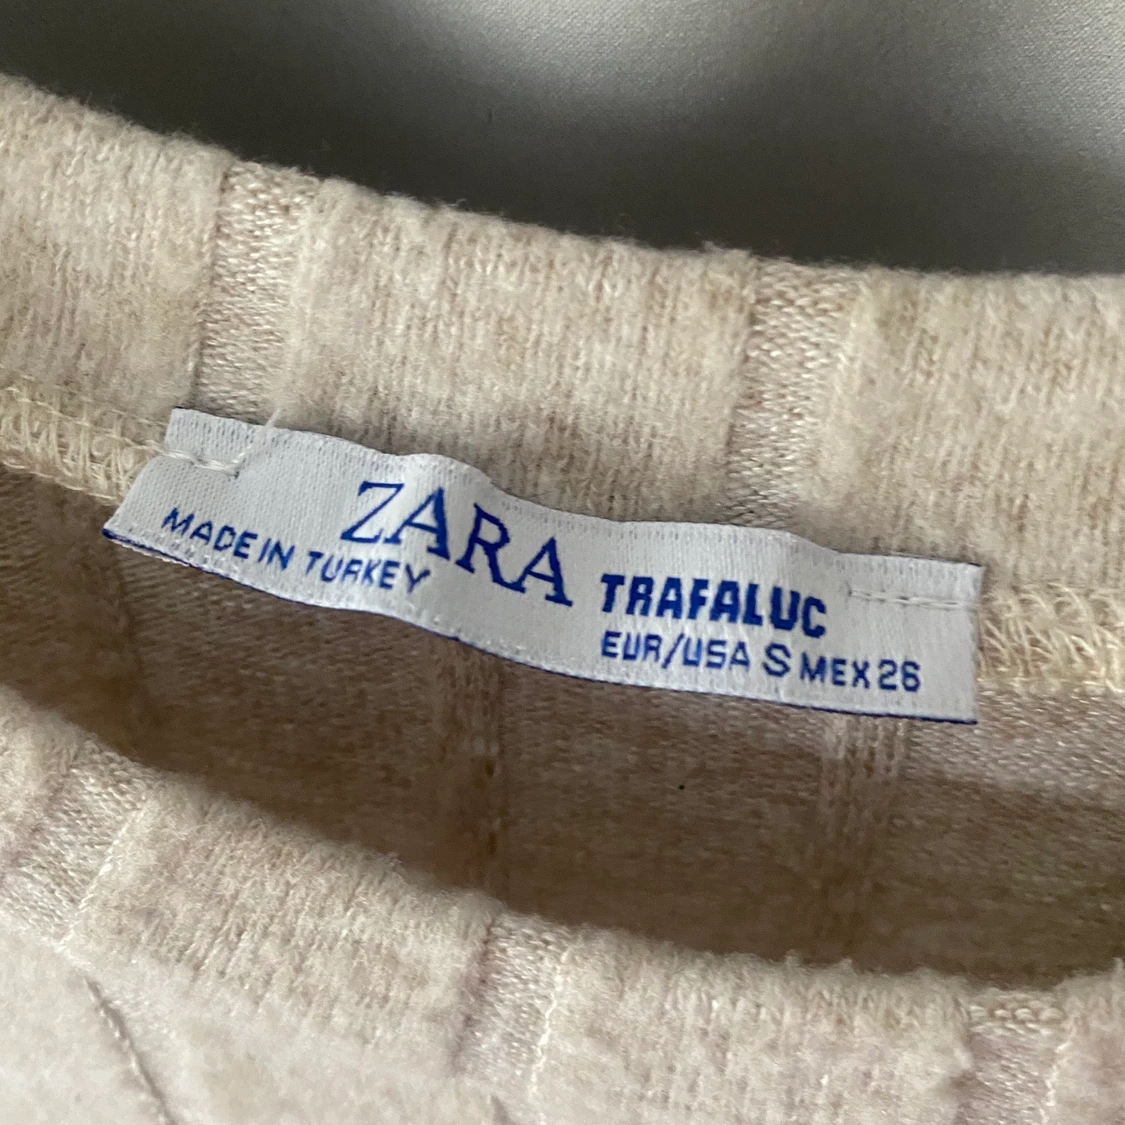 ZARA
MADE IN TURKEY
TRAFALUC
EUR/USA S MEX 26